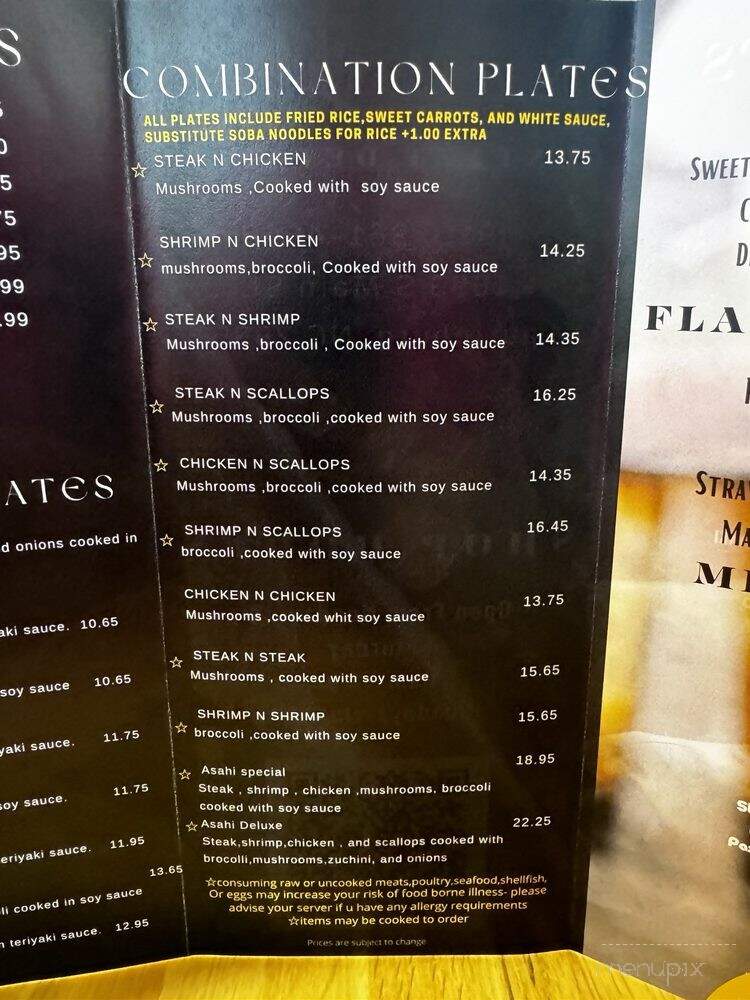 S
5
0
5
75
95
99
.99
ATES
d onions cooked in
aki sauce. 10.65
soy sauce 10.65
yaki sauce. 11.75
soy sauce. 11.75
eriyaki sauce. 11.95
13.65
li cooked in soy sauce
n teriyaki sauce. 12.95
COMBINATION PLATES
ALL PLATES INCLUDE FRIED RICE,SWEET CARROTS, AND WHITE SAUCE,
SUBSTITUTE SOBA NOODLES FOR RICE +1.00 EXTRA
☆ STEAK N CHICKEN 13.75
Mushrooms ,Cooked with soy sauce
☆ SHRIMP N CHICKEN 14.25
mushrooms,broccoli, Cooked with soy sauce
☆ STEAK N SHRIMP 14.35
Mushrooms ,broccoli , Cooked with soy sauce
☆ STEAK N SCALLOPS 16.25
Mushrooms ,broccoli ,cooked with soy sauce
☆ CHICKEN N SCALLOPS 14.35
Mushrooms ,broccoli ,cooked with soy sauce
☆ SHRIMP N SCALLOPS 16.45
broccoli ,cooked with soy sauce
CHICKEN N CHICKEN 13.75
Mushrooms ,cooked whit soy sauce
☆ STEAK N STEAK 15.65
Mushrooms , cooked with soy sauce
☆ SHRIMP N SHRIMP 15.65
broccoli ,cooked with soy sauce
☆ Asahi special 18.95
Steak , shrimp , chicken ,mushrooms, broccoli
cooked with soy sauce
☆ Asahi Deluxe 22.25
Steak,shrimp,chicken , and scallops cooked with
brocolli,mushrooms,zuchini, and onions
☆consuming raw or uncooked meats,poultry,seafood,shellfish,
Or eggs may increase your risk of food borne illness- please
advise your server if u have any allergy requirements
☆items may be cooked to order
Prices are subject to change
SWEET
FLA
STRA
MA
menupix